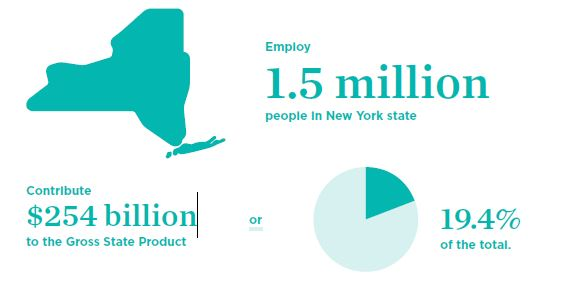 Employ
1.5 million
people in New York state
Contribute
$254 billion
to the Gross State Product
or
19.4%
of the total.